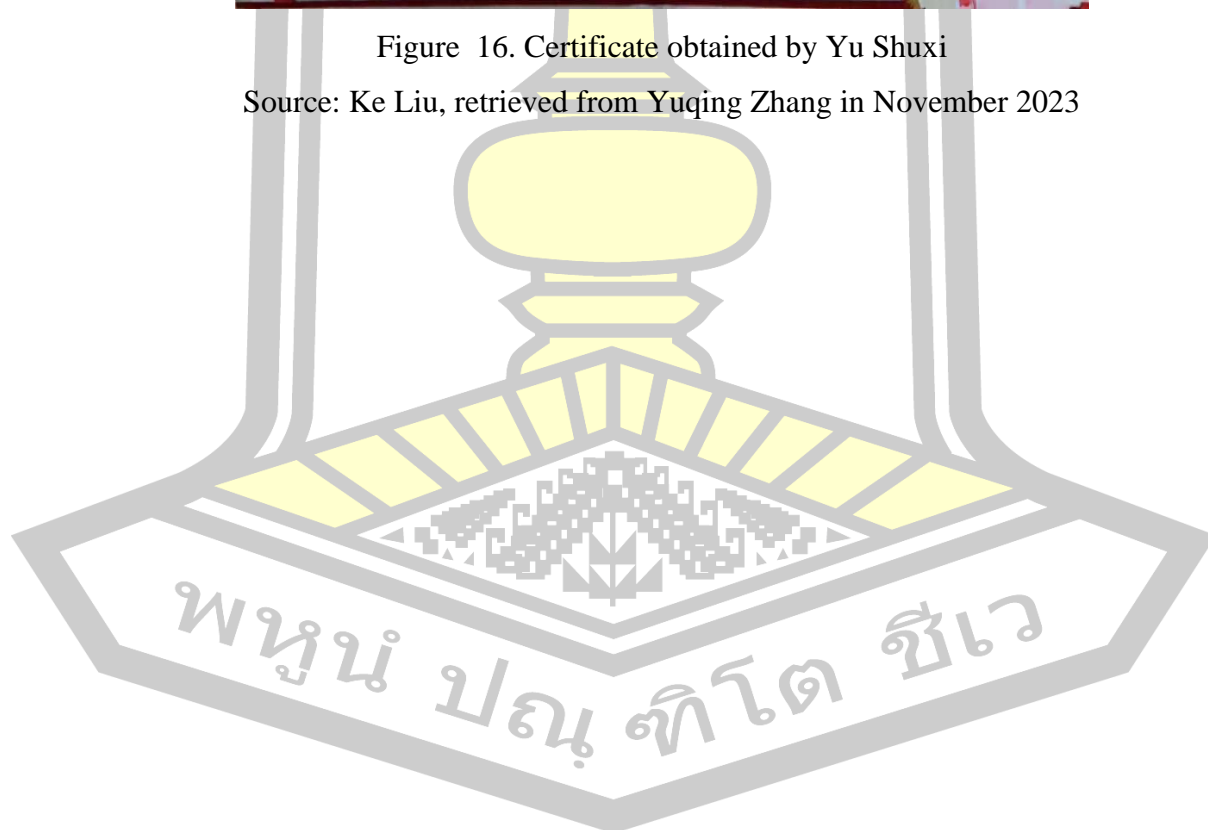 Figure 16. Certificate obtained by Yu Shuxi
Source: Ke Liu, retrieved from Yuqing Zhang in November 2023
พหูนํ ปณฺฑิโต ชีเว